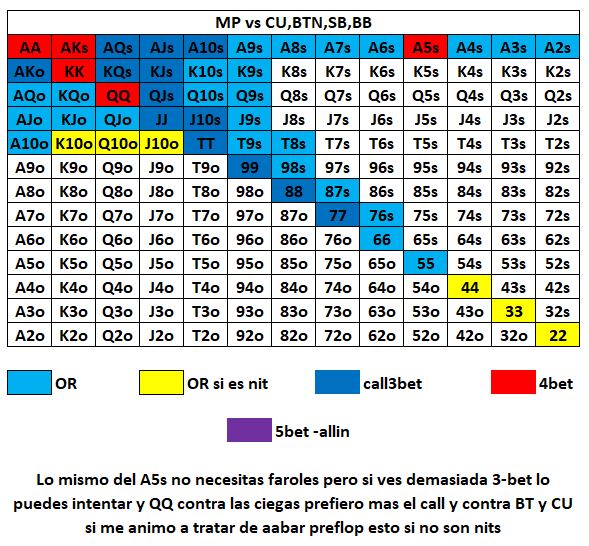 MP vs CU,BTN,SB,BB
AA AKs AQs AJs A10s A9s A8s A7s A6s A5s A4s A3s A2s
AKo KK KQs KJs K10s K9s K8s K7s K6s K5s K4s K3s K2s
AQo KQo QQ QJs Q10s Q9s Q8s Q7s Q6s Q5s Q4s Q3s Q2s
AJo KJo QJo JJ J10s J9s J8s J7s J6s J5s J4s J3s J2s
A10o K10o Q10o J10o TT T9s T8s T7s T6s T5s T4s T3s T2s
A9o K9o Q9o J9o T9o 99 98s 97s 96s 95s 94s 93s 92s
A8o K8o Q8o J8o T8o 98o 88 87s 86s 85s 84s 83s 82s
A7o K7o Q7o J7o T7o 97o 87o 77 76s 75s 74s 73s 72s
A6o K6o Q6o J6o T6o 96o 86o 76o 66 65s 64s 63s 62s
A5o K5o Q5o J5o T5o 95o 85o 75o 65o 55 54s 53s 52s
A4o K4o Q4o J4o T4o 94o 84o 74o 64o 54o 44 43s 42s
A3o K3o Q3o J3o T3o 93o 83o 73o 63o 53o 43o 33 32s
A2o K2o Q2o J2o T2o 92o 82o 72o 62o 52o 42o 32o 22
OR OR si es nit call3bet 4bet
5bet -allin
Lo mismo del A5s no necesitas faroles pero si ves demasiada 3-bet lo
puedes intentar y QQ contra las ciegas prefiero mas el call y contra BT y CU
si me animo a tratar de aabar preflop esto si no son nits